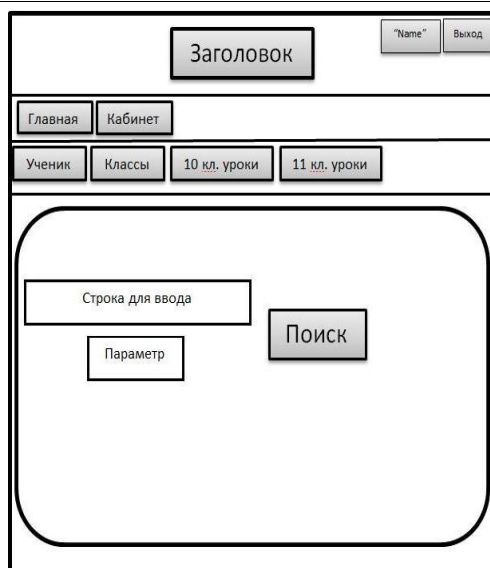 Заголовок
"Name"
Выход
Главная
Кабинет
Ученик
Классы
10 кл. уроки
11 кл. уроки
Строка для ввода
Поиск
Параметр